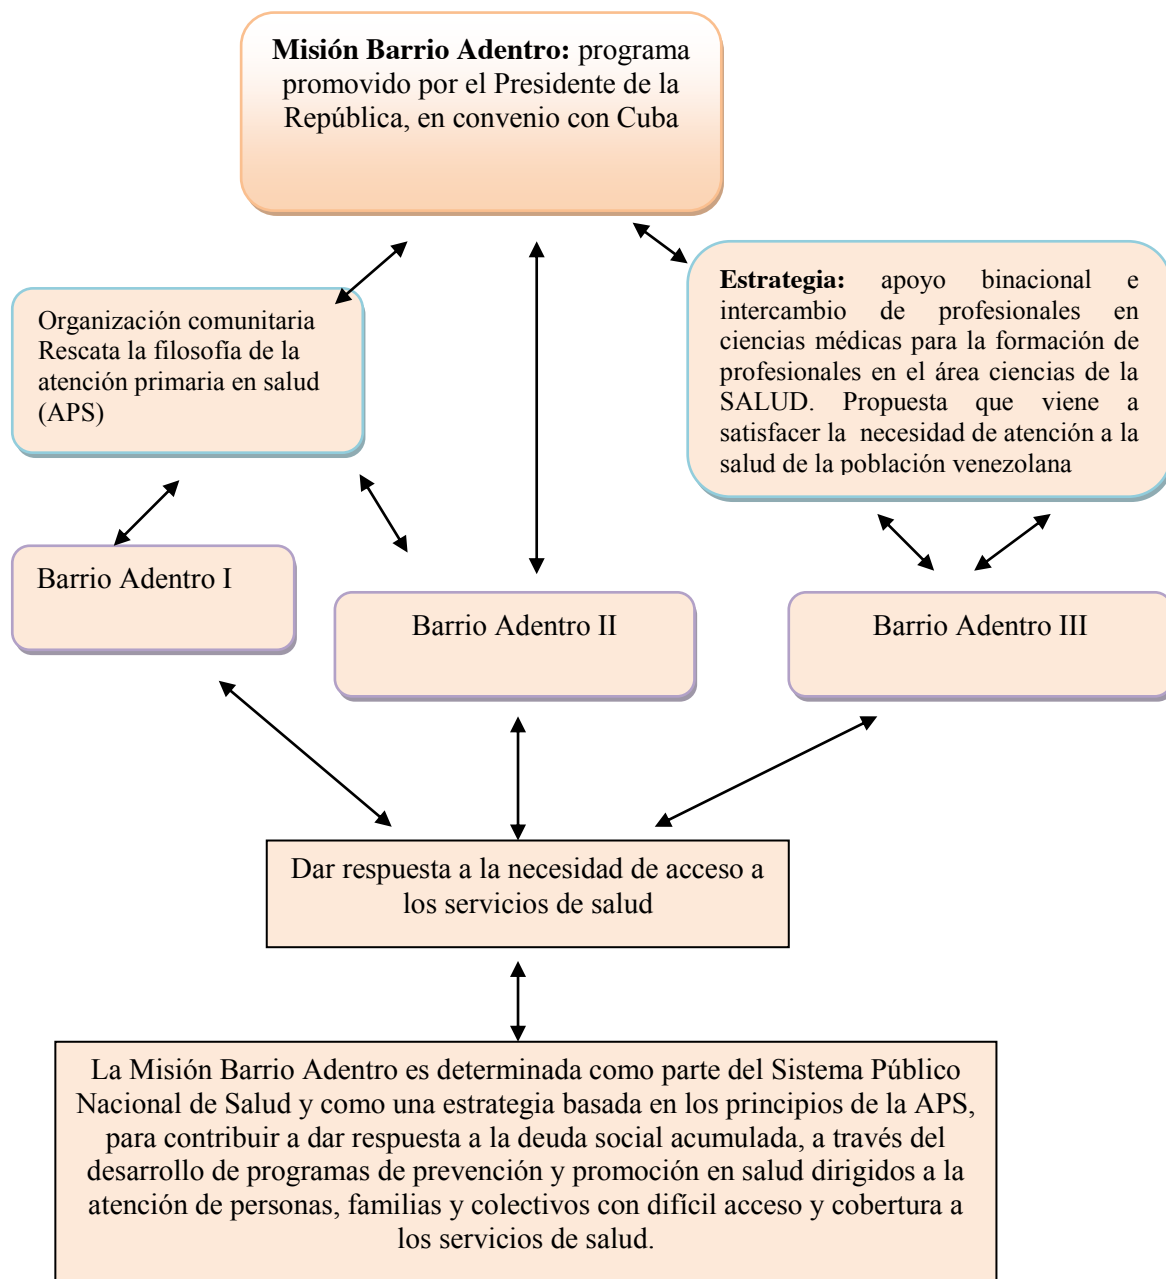 Misión Barrio Adentro: programa
promovido por el Presidente de la
República, en convenio con Cuba
Organización comunitaria
Rescata la filosofía de la
atención primaria en salud
(APS)
Estrategia: apoyo binacional e
intercambio de profesionales en
ciencias médicas para la formación de
profesionales en el área ciencias de la
SALUD. Propuesta que viene a
satisfacer la necesidad de atención a la
salud de la población venezolana
Barrio Adentro I
Barrio Adentro II
Barrio Adentro III
Dar respuesta a la necesidad de acceso a
los servicios de salud
La Misión Barrio Adentro es determinada como parte del Sistema Público
Nacional de Salud y como una estrategia basada en los principios de la APS,
para contribuir a dar respuesta a la deuda social acumulada, a través del
desarrollo de programas de prevención y promoción en salud dirigidos a la
atención de personas, familias y colectivos con difícil acceso y cobertura a
los servicios de salud.